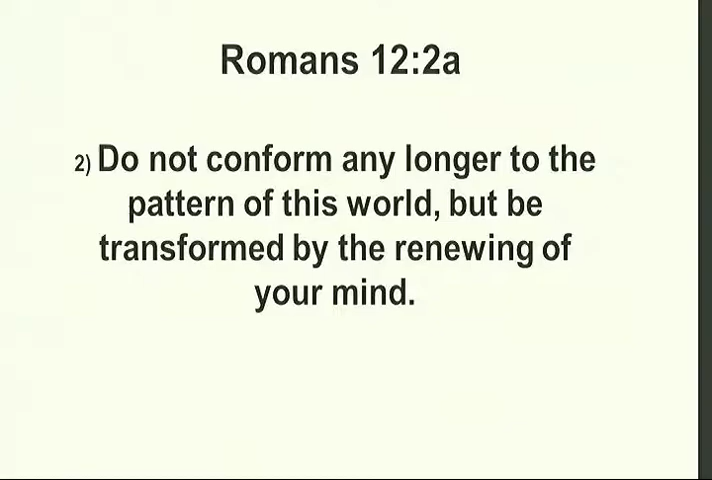 Romans 12:2a
2) Do not conform any longer to the
pattern of this world, but be
transformed by the renewing of
your mind.